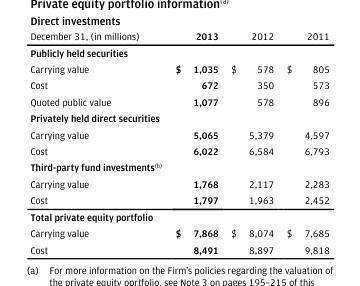 Private equity portfolio information(a)
Direct investments
December 31, (in millions) 2013 2012 2011
Publicly held securities
Carrying value $ 1,035 $ 578 $ 805
Cost 672 350 573
Quoted public value 1,077 578 896
Privately held direct securities
Carrying value 5,065 5,379 4,597
Cost 6,022 6,584 6,793
Third-party fund investments(b)
Carrying value 1,768 2,117 2,283
Cost 1,797 1,963 2,452
Total private equity portfolio
Carrying value $ 7,868 $ 8,074 $ 7,685
Cost 8,491 8,897 9,818
(a) For more information on the Firm's policies regarding the valuation of
the private equity portfolio, see Note 3 on pages 195–215 of this